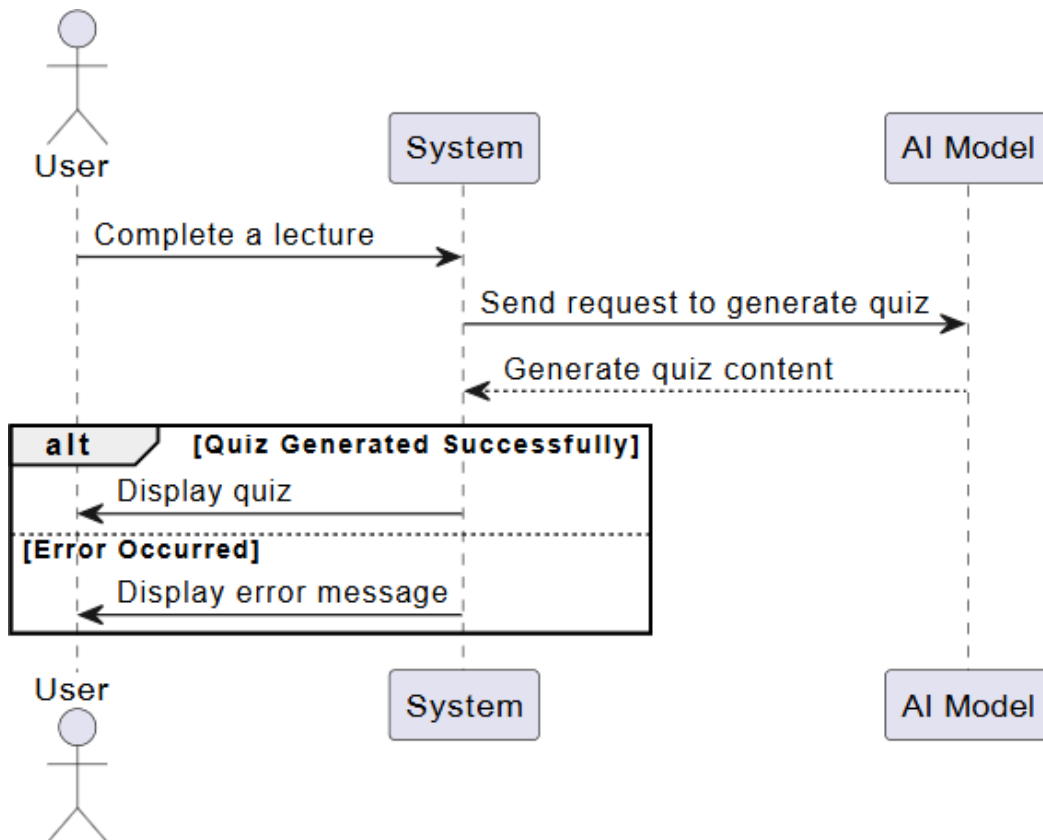 User
System
AI Model
Complete a lecture
Send request to generate quiz
Generate quiz content
alt
[Quiz Generated Successfully]
Display quiz
[Error Occurred]
Display error message
User
System
AI Model